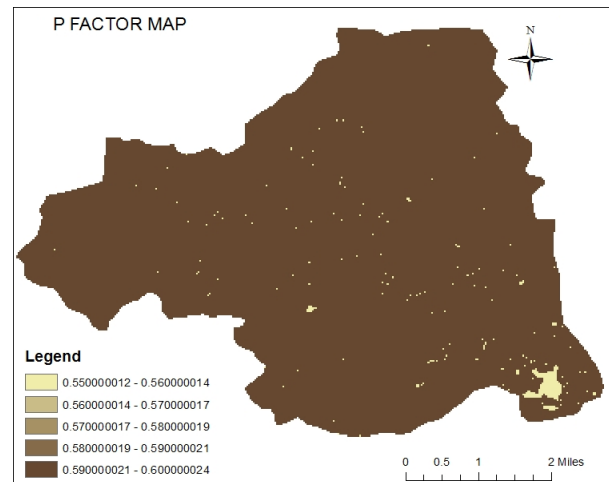 P FACTOR MAP
N
Legend
0.550000012 - 0.560000014
0.560000014 - 0.570000017
0.570000017 - 0.580000019
0.580000019 - 0.590000021
0.590000021 - 0.600000024
0 0.5 1 2 Miles